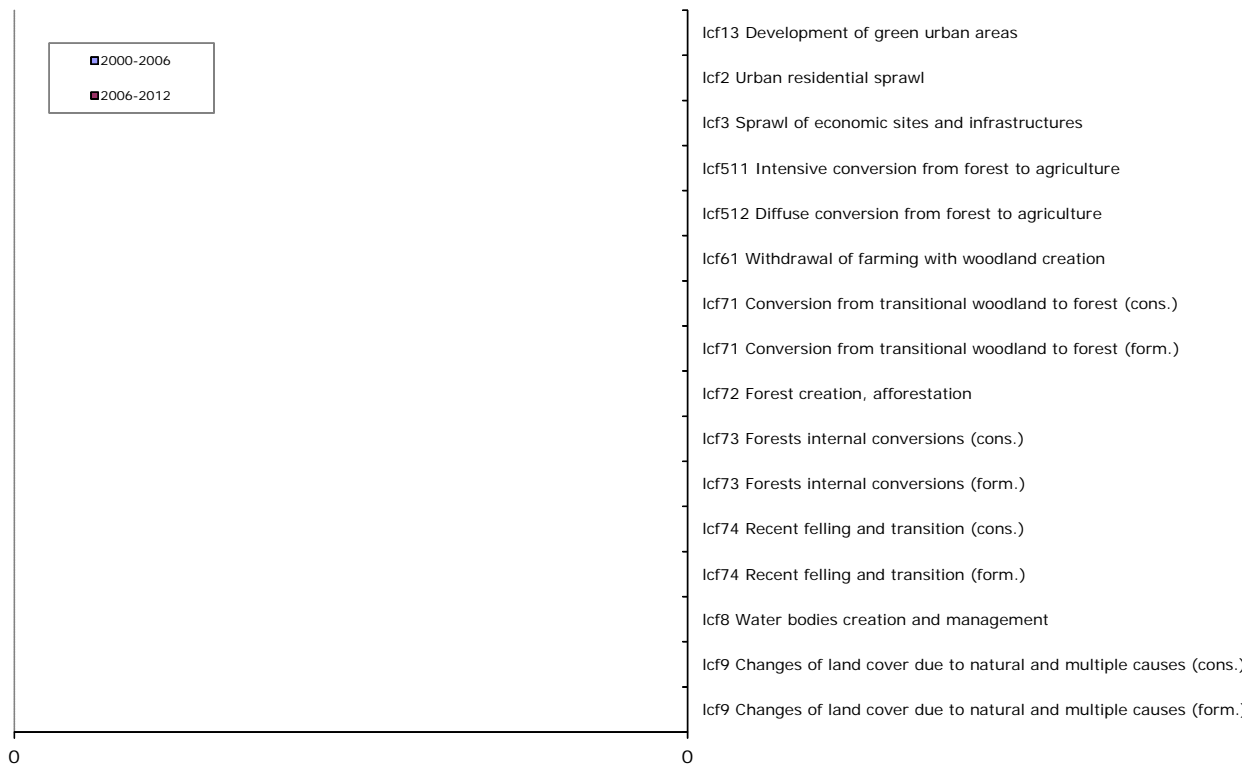 2000-2006
2006-2012
lcf13 Development of green urban areas
lcf2 Urban residential sprawl
lcf3 Sprawl of economic sites and infrastructures
lcf511 Intensive conversion from forest to agriculture
lcf512 Diffuse conversion from forest to agriculture
lcf61 Withdrawal of farming with woodland creation
lcf71 Conversion from transitional woodland to forest (cons.)
lcf71 Conversion from transitional woodland to forest (form.)
lcf72 Forest creation, afforestation
lcf73 Forests internal conversions (cons.)
lcf73 Forests internal conversions (form.)
lcf74 Recent felling and transition (cons.)
lcf74 Recent felling and transition (form.)
lcf8 Water bodies creation and management
lcf9 Changes of land cover due to natural and multiple causes (cons.)
lcf9 Changes of land cover due to natural and multiple causes (form.)
0 0